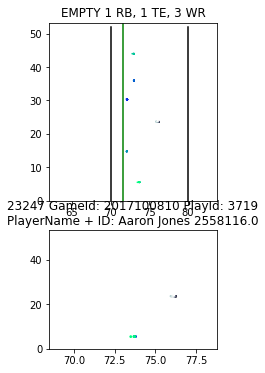 EMPTY 1 RB, 1 TE, 3 WR
50
40
30
20
10
0
65 70 75 80
23247 GameId: 2017100810 PlayId: 3719
PlayerName + ID: Aaron Jones 2558116.0
40
20
0
70.0 72.5 75.0 77.5